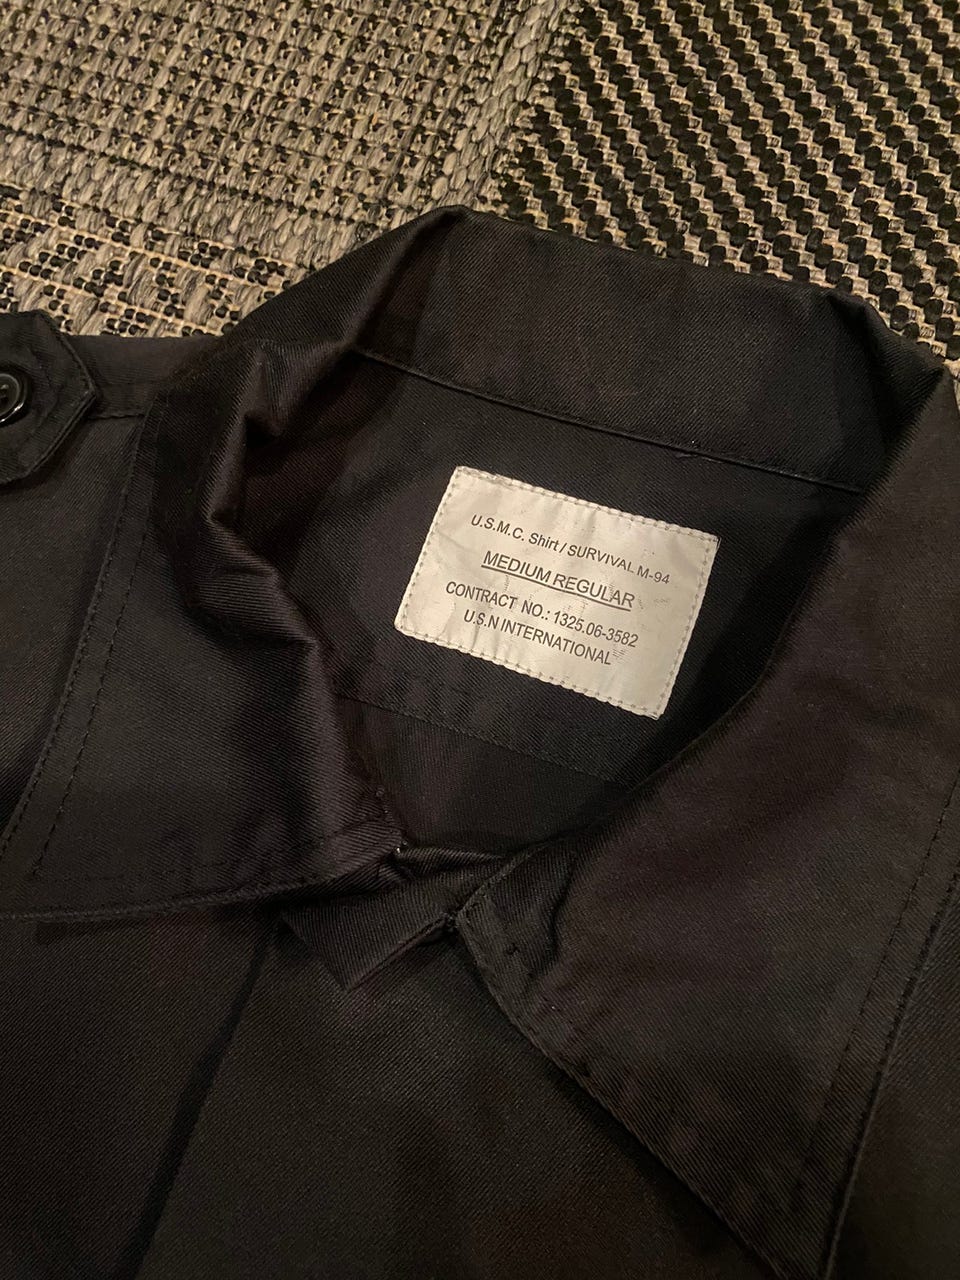 U.S.M.C. Shirt / SURVIVAL M-94
MEDIUM REGULAR
CONTRACT NO.: 1325.06-3582
U.S.N INTERNATIONAL